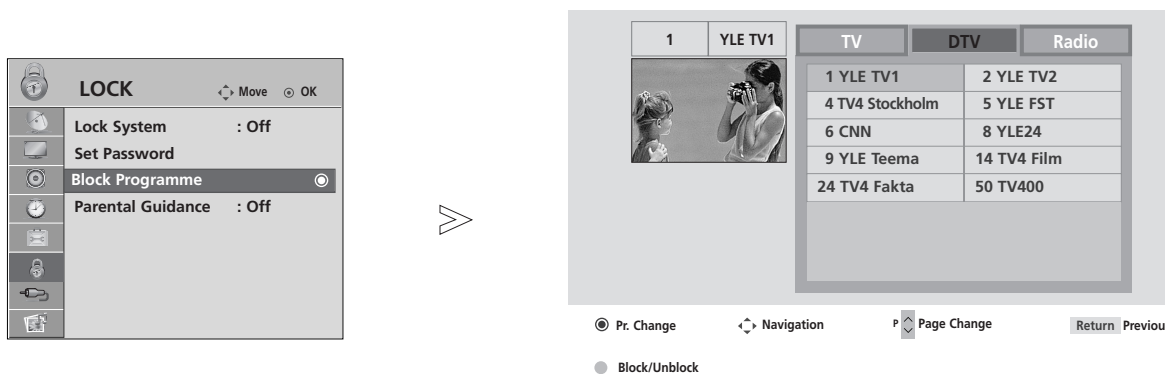 LOCK
Move OK
Lock System : Off
Set Password
Block Programme
Parental Guidance : Off
1 YLE TV1
TV DTV Radio
1 YLE TV1 2 YLE TV2
4 TV4 Stockholm 5 YLE FST
6 CNN 8 YLE24
9 YLE Teema 14 TV4 Film
24 TV4 Fakta 50 TV400
Pr. Change Navigation P Page Change Return Previou
Block/Unblock